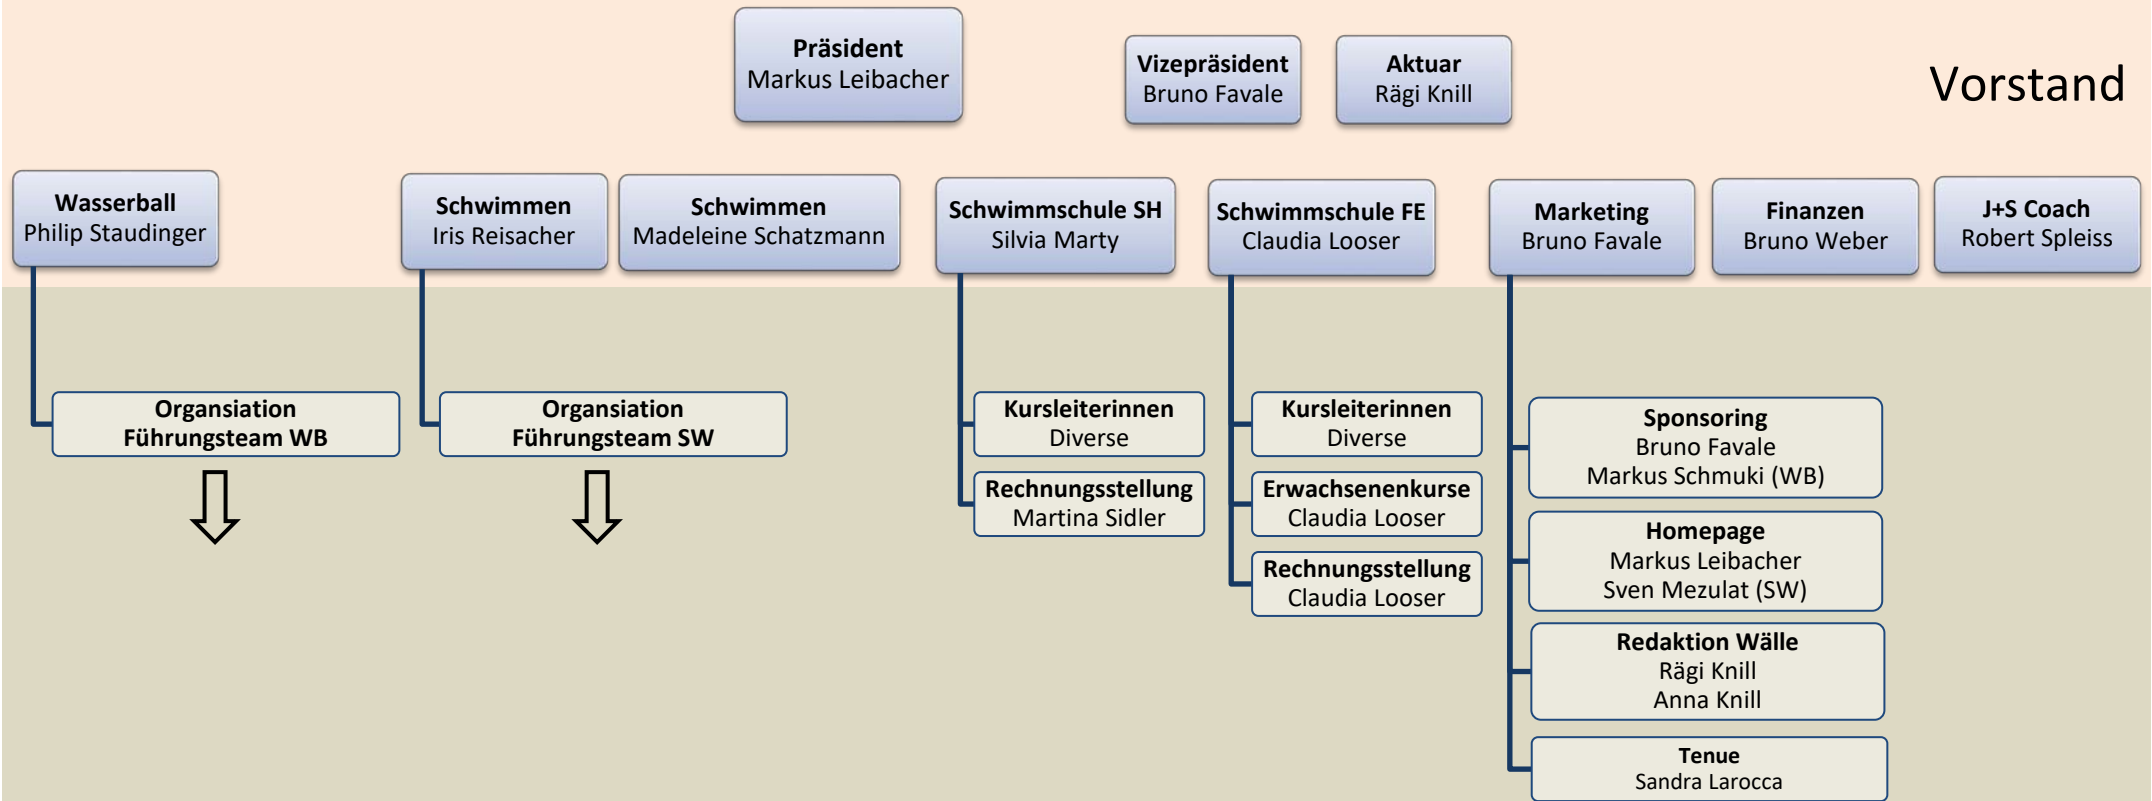 Präsident
Markus Leibacher
Vizepräsident
Bruno Favale
Aktuar
Rägi Knill
Vorstand
Wasserball
Philip Staudinger
Schwimmen
Iris Reisacher
Schwimmen
Madeleine Schatzmann
Schwimmschule SH
Silvia Marty
Schwimmschule FE
Claudia Looser
Marketing
Bruno Favale
Finanzen
Bruno Weber
J+S Coach
Robert Spleiss
Organsiation
Führungsteam WB
Organsiation
Führungsteam SW
Kursleiterinnen
Diverse
Rechnungsstellung
Martina Sidler
Kursleiterinnen
Diverse
Erwachsenenkurse
Claudia Looser
Rechnungsstellung
Claudia Looser
Sponsoring
Bruno Favale
Markus Schmuki (WB)
Homepage
Markus Leibacher
Sven Mezulat (SW)
Redaktion Wälle
Rägi Knill
Anna Knill
Tenue
Sandra Larocca